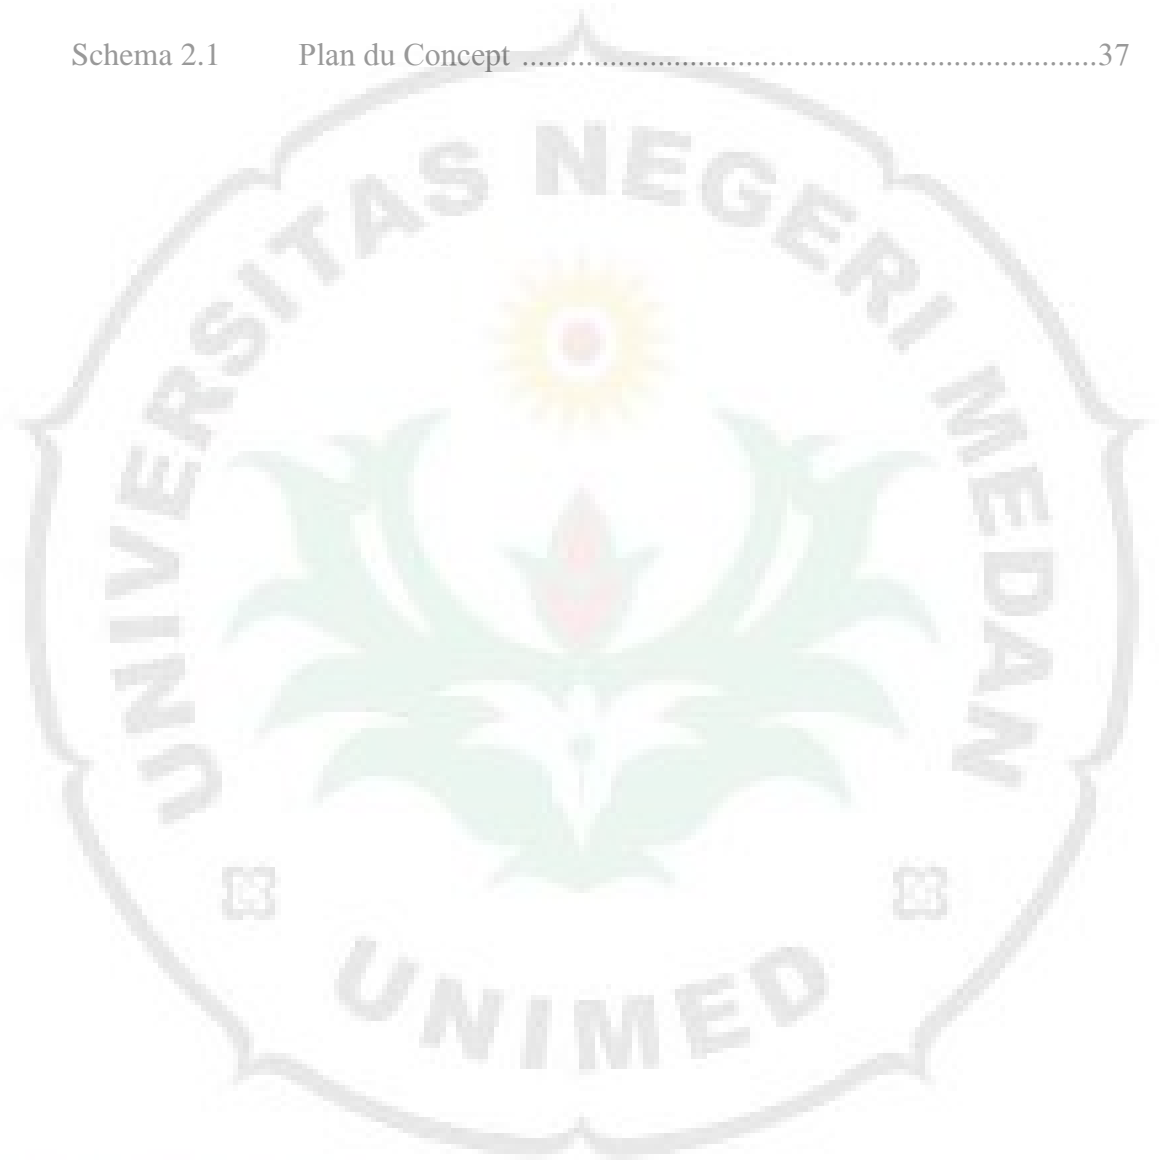 Schema 2.1 Plan du Concept ........................................................................37
UNIVERSITAS NEGERI MEDAN
UNIMED